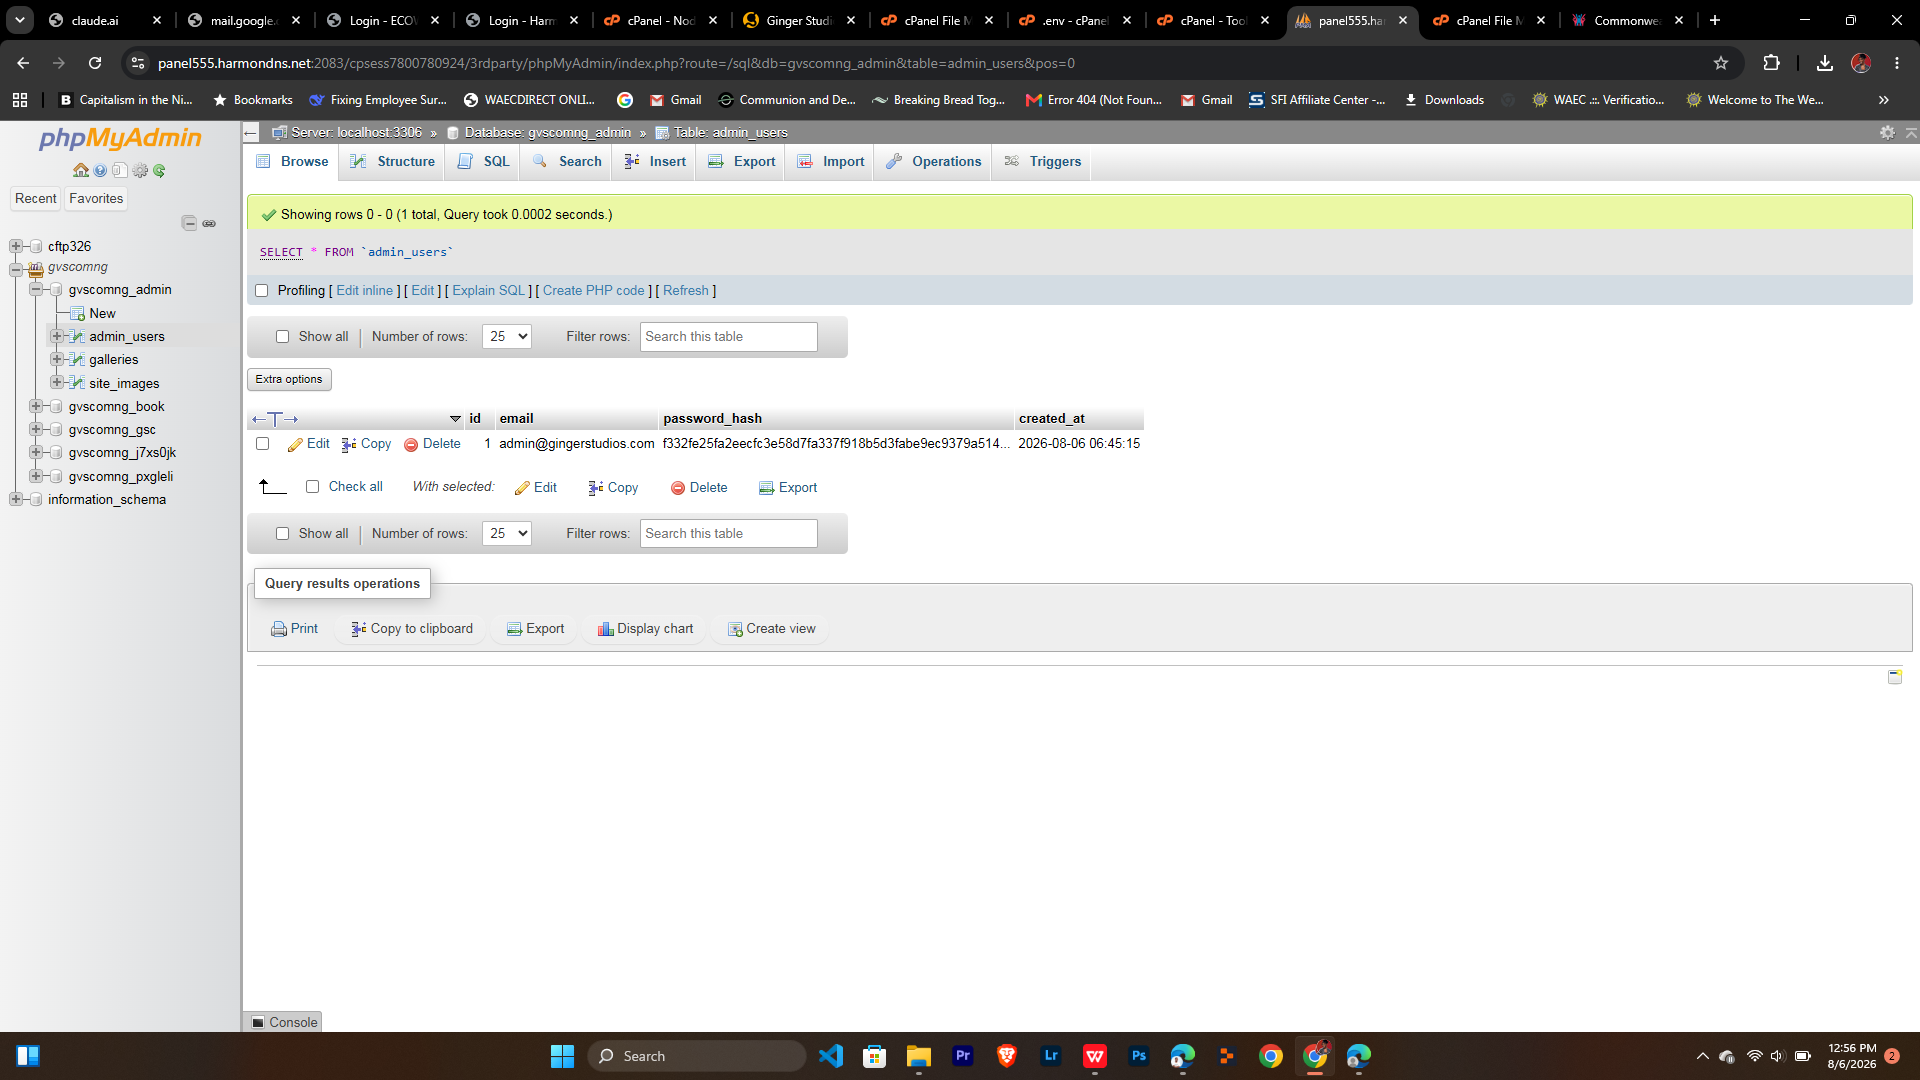 claude.ai
mail.google.c
Login - ECOW
Login - Harm
cPanel - Nod
Ginger Studi
cPanel File M
.env - cPanel
cPanel - Tool
panel555.har
cPanel File M
Commonwea
panel555.harmondns.net:2083/cpsess7800780924/3rdparty/phpMyAdmin/index.php?route=/sql&db=gvscomng_admin&table=admin_users&pos=0
Capitalism in the Ni...
Bookmarks
Fixing Employee Sur...
WAECDIRECT ONLI...
Gmail
Communion and De...
Breaking Bread Tog...
Error 404 (Not Foun...
Gmail
SFI Affiliate Center -...
Downloads
WAEC .::. Verificatio...
Welcome to The We...
phpMyAdmin
Recent
Favorites
cftp326
gvscomng
gvscomng_admin
New
admin_users
galleries
site_images
gvscomng_book
gvscomng_gsc
gvscomng_j7xs0jk
gvscomng_pxgleli
information_schema
Server: localhost:3306 » Database: gvscomng_admin » Table: admin_users
Browse Structure SQL Search Insert Export Import Operations Triggers
Showing rows 0 - 0 (1 total, Query took 0.0002 seconds.)
SELECT * FROM `admin_users`
Profiling [ Edit inline ] [ Edit ] [ Explain SQL ] [ Create PHP code ] [ Refresh ]
Show all Number of rows: 25 Filter rows: Search this table
Extra options
id email password_hash created_at
Edit Copy Delete 1 admin@gingerstudios.com f332fe25fa2eecfc3e58d7fa337f918b5d3fabe9ec9379a514... 2026-08-06 06:45:15
Check all With selected: Edit Copy Delete Export
Show all Number of rows: 25 Filter rows: Search this table
Query results operations
Print Copy to clipboard Export Display chart Create view
Console
Search
Pr
Lr
Ps
12:56 PM
8/6/2026
2